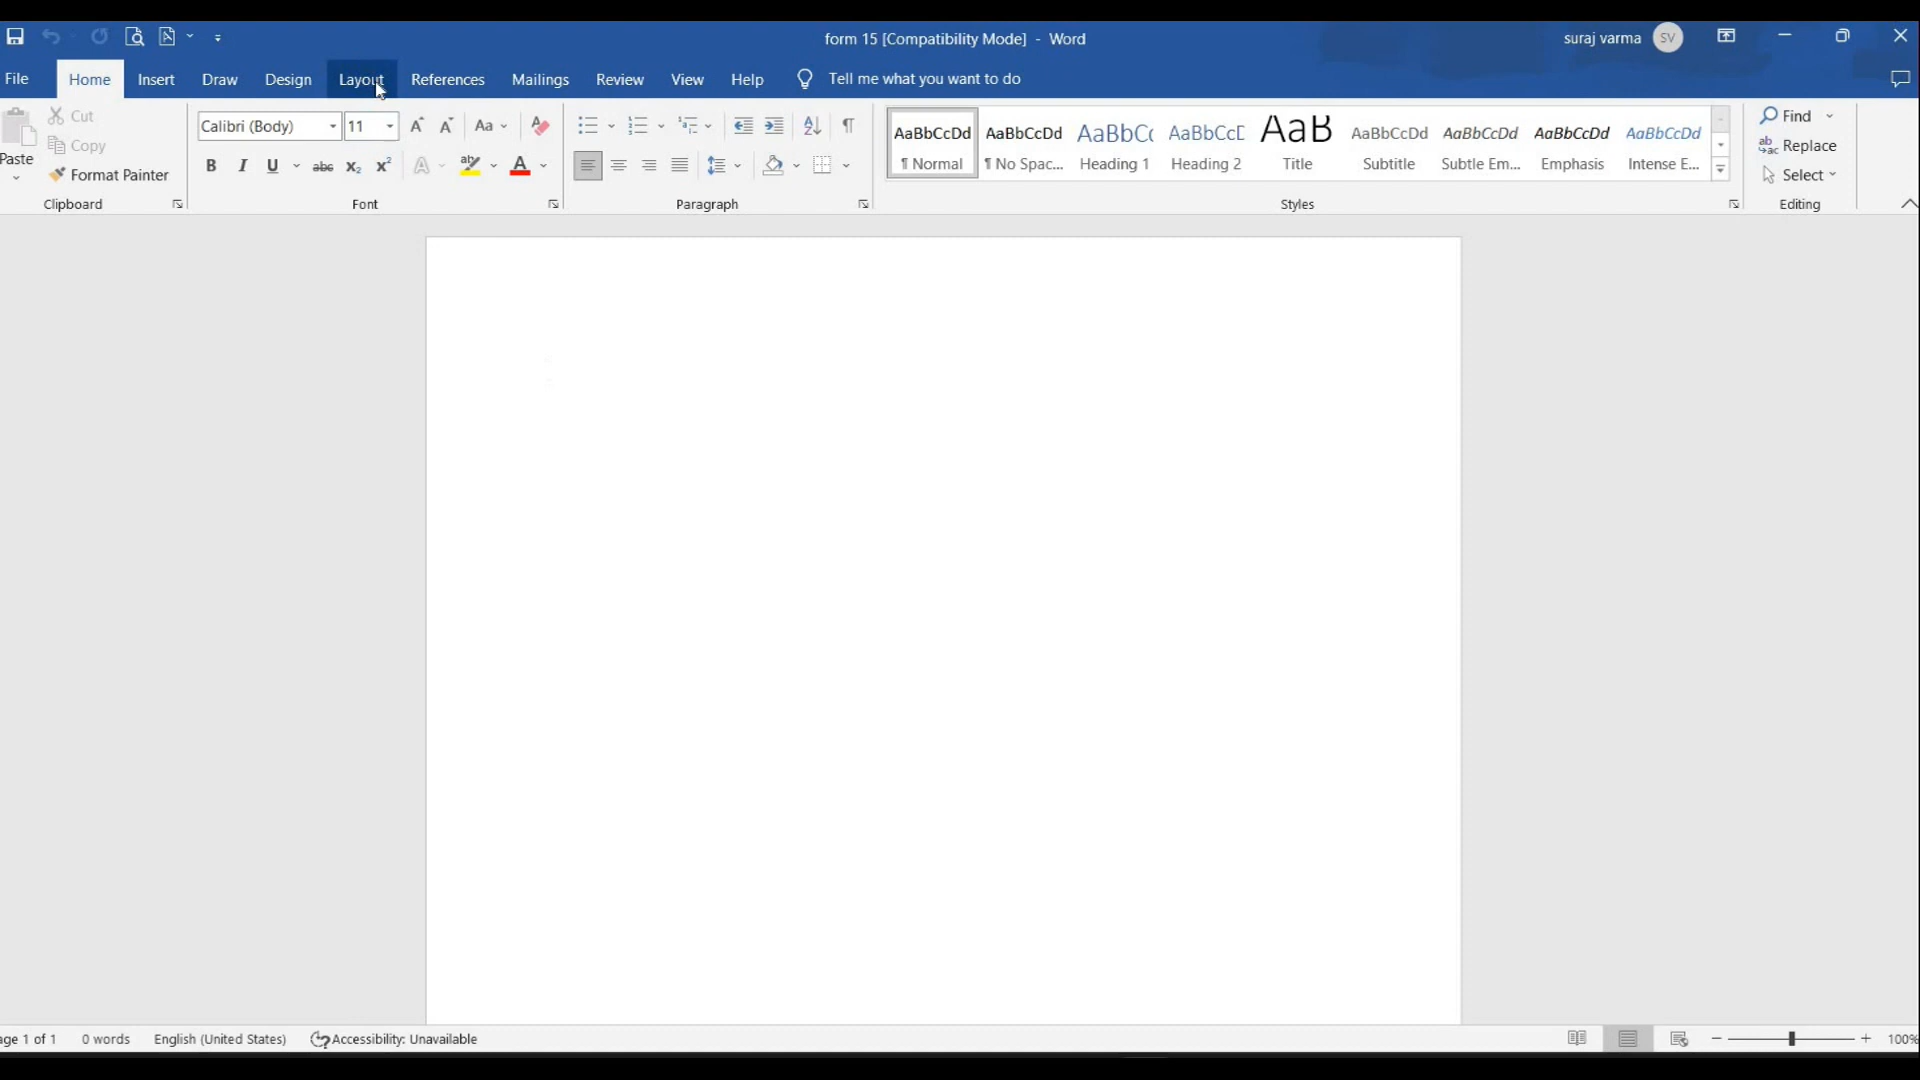 form 15 [Compatibility Mode] - Word
suraj varma SV
File Home Insert Draw Design Layout References Mailings Review View Help Tell me what you want to do
Paste
Cut
Copy
Format Painter
Clipboard
Calibri (Body) 11
Font
Paragraph
AaBbCcDd ¶ Normal
AaBbCcDd ¶ No Spac...
AaBbC Heading 1
AaBbCcD Heading 2
AaB Title
AaBbCcDd Subtitle
AaBbCcDd Subtle Em...
AaBbCcDd Emphasis
AaBbCcDd Intense E...
Styles
Find
Replace
Select
Editing
age 1 of 1 0 words English (United States) Accessibility: Unavailable 100%